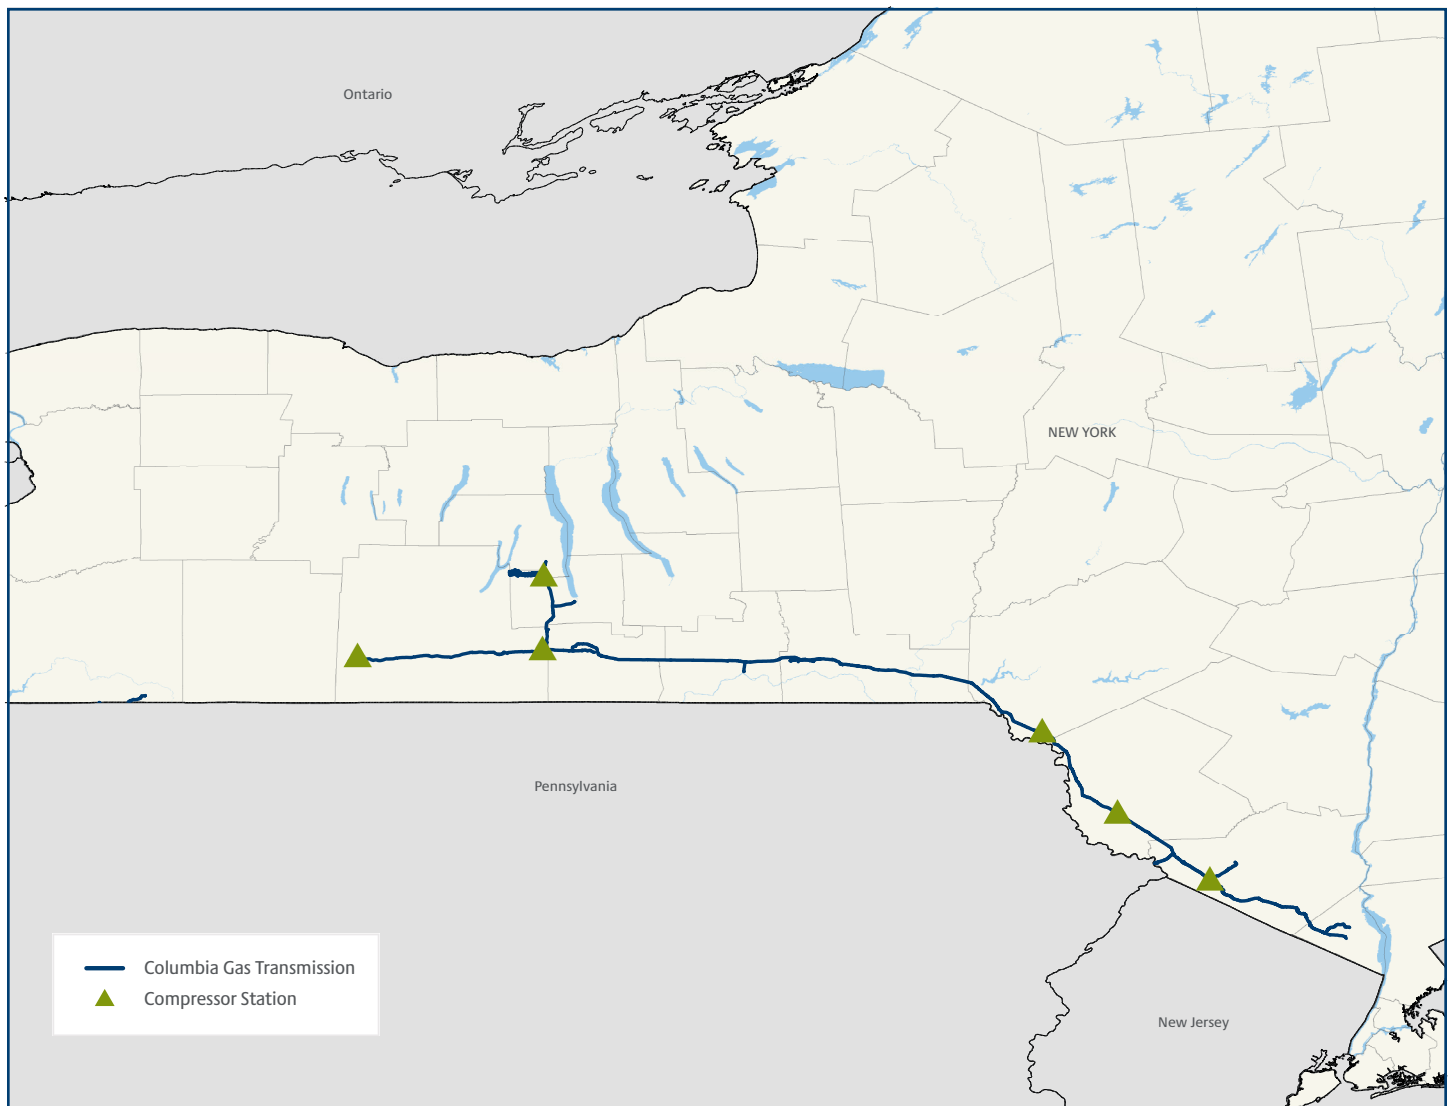 Ontario
NEW YORK
Pennsylvania
Columbia Gas Transmission
Compressor Station
New Jersey